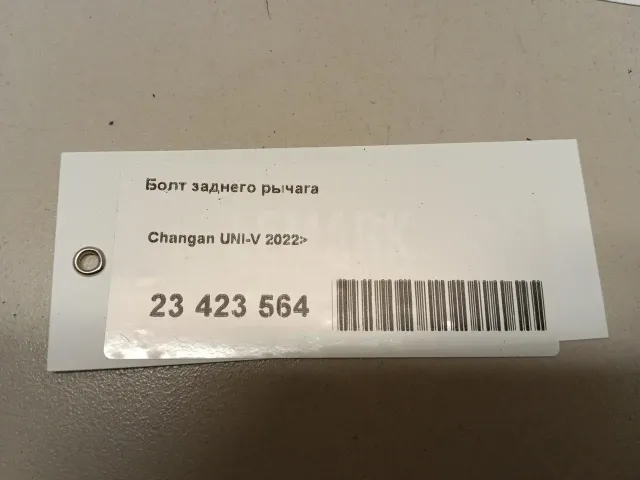 Болт заднего рычага
Changan UNI-V 2022>
23 423 564